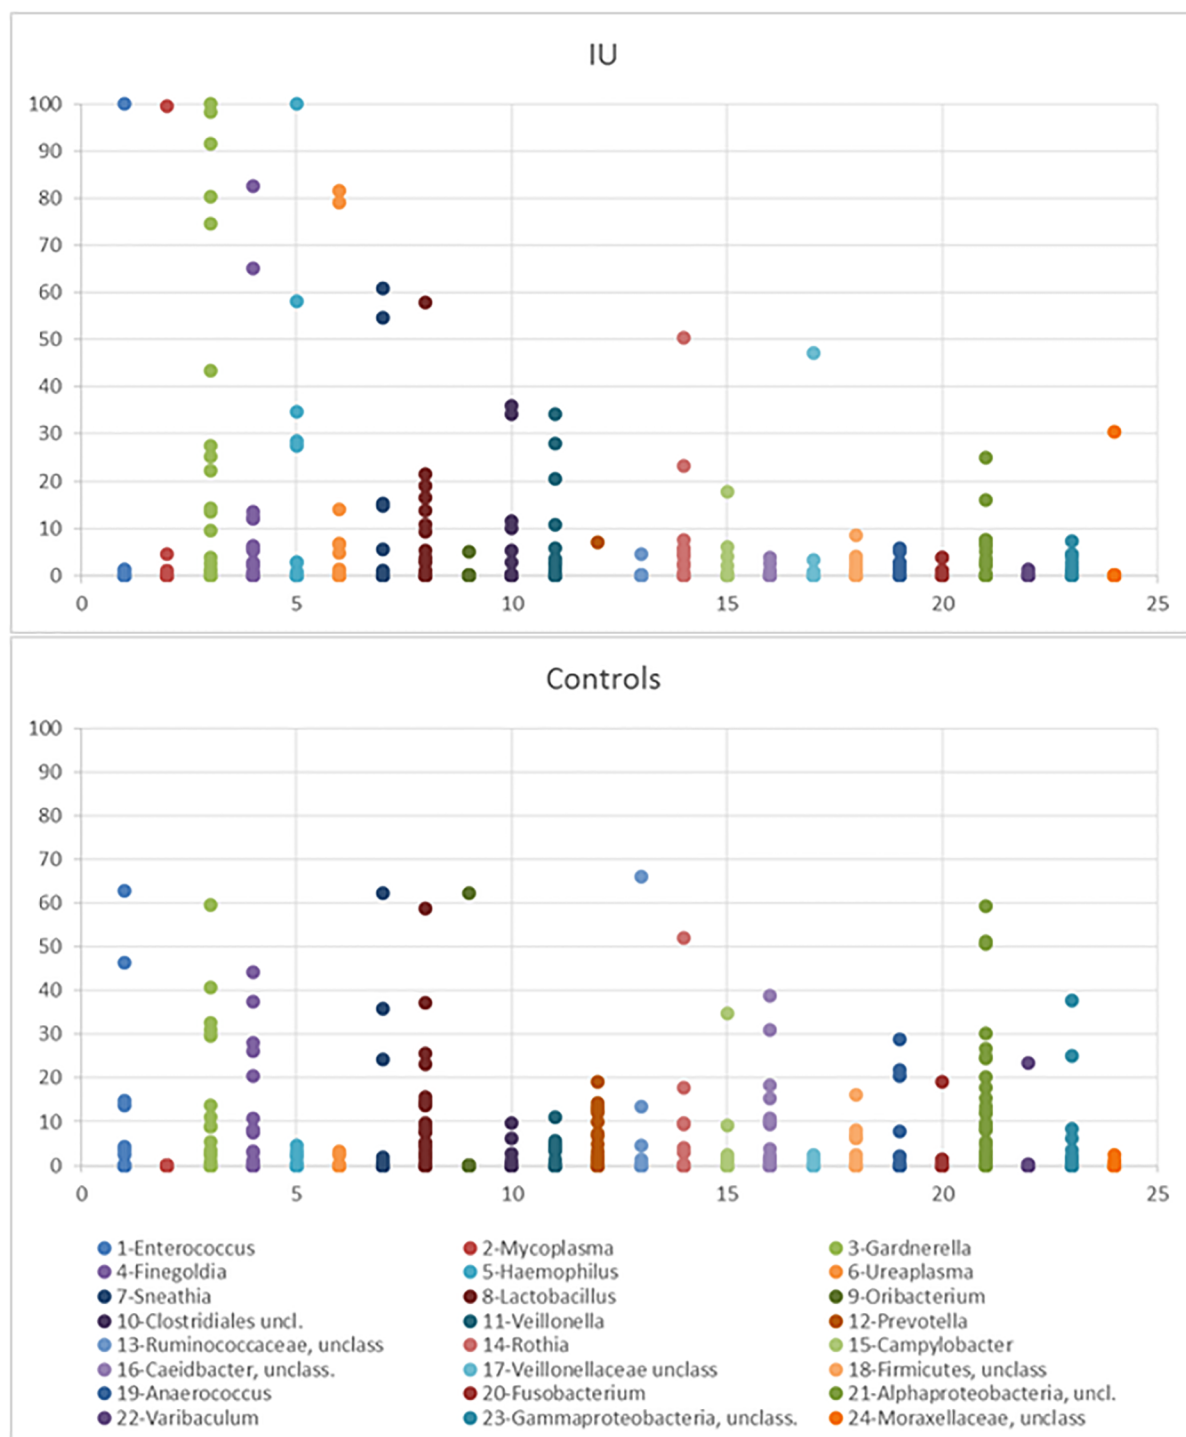 IU
100
90
80
70
60
50
40
30
20
10
0
0 5 10 15 20 25
Controls
100
90
80
70
60
50
40
30
20
10
0
0 5 10 15 20 25
1-Enterococcus 2-Mycoplasma 3-Gardnerella
4-Finegoldia 5-Haemophilus 6-Ureaplasma
7-Sneathia 8-Lactobacillus 9-Oribacterium
10-Clostridiales uncl. 11-Veillonella 12-Prevotella
13-Ruminococcaceae, unclass 14-Rothia 15-Campylobacter
16-Caeidbacter, unclass. 17-Veillonellaceae unclass 18-Firmicutes, unclass
19-Anaerococcus 20-Fusobacterium 21-Alphaproteobacteria, uncl.
22-Varibaculum 23-Gammaproteobacteria, unclass. 24-Moraxellaceae, unclass